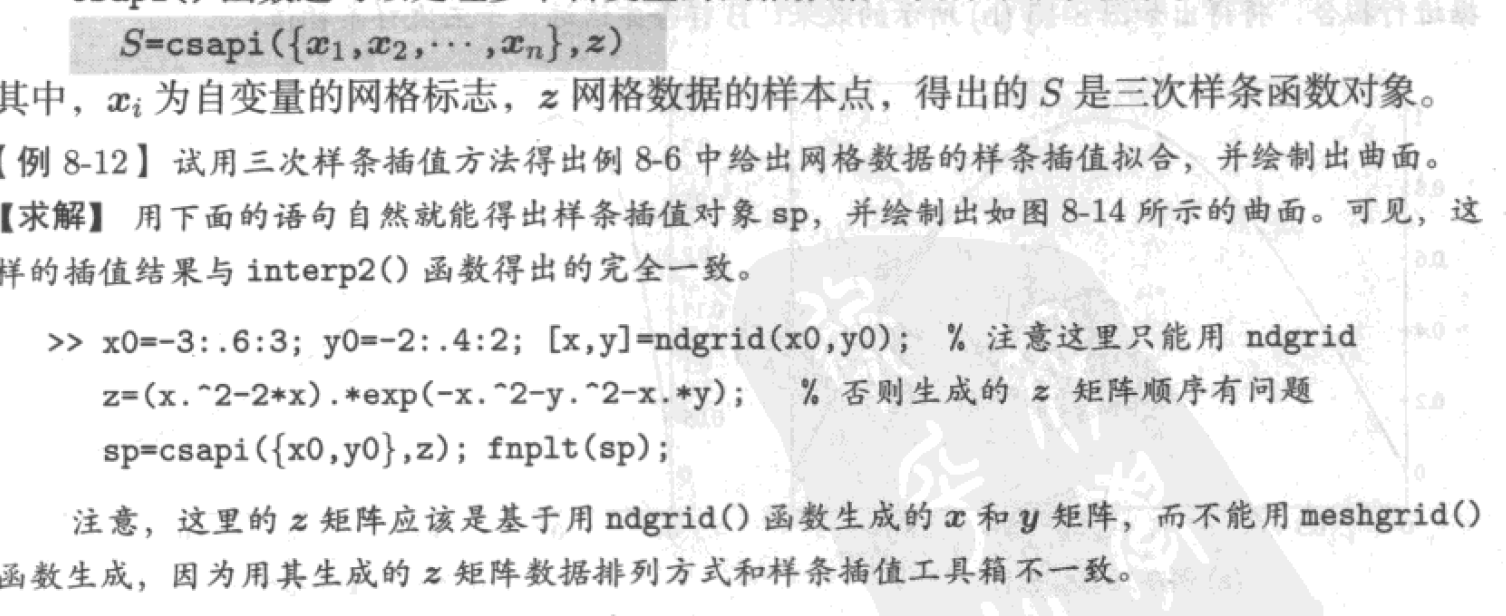 S=csapi({x₁,x₂,···,xₙ},z)
其中，xᵢ 为自变量的网格标志，z 网格数据的样本点，得出的 S 是三次样条函数对象。
【例 8-12】 试用三次样条插值方法得出例 8-6 中给出网格数据的样条插值拟合，并绘制出曲面。
【求解】 用下面的语句自然就能得出样条插值对象 sp，并绘制出如图 8-14 所示的曲面。可见，这
样的插值结果与 interp2() 函数得出的完全一致。
>> x0=-3:.6:3; y0=-2:.4:2; [x,y]=ndgrid(x0,y0); % 注意这里只能用 ndgrid
z=(x.^2-2*x).*exp(-x.^2-y.^2-x.*y); % 否则生成的 z 矩阵顺序有问题
sp=csapi({x0,y0},z); fnplt(sp);
注意，这里的 z 矩阵应该是基于用 ndgrid() 函数生成的 x 和 y 矩阵，而不能用 meshgrid()
函数生成，因为用其生成的 z 矩阵数据排列方式和样条插值工具箱不一致。